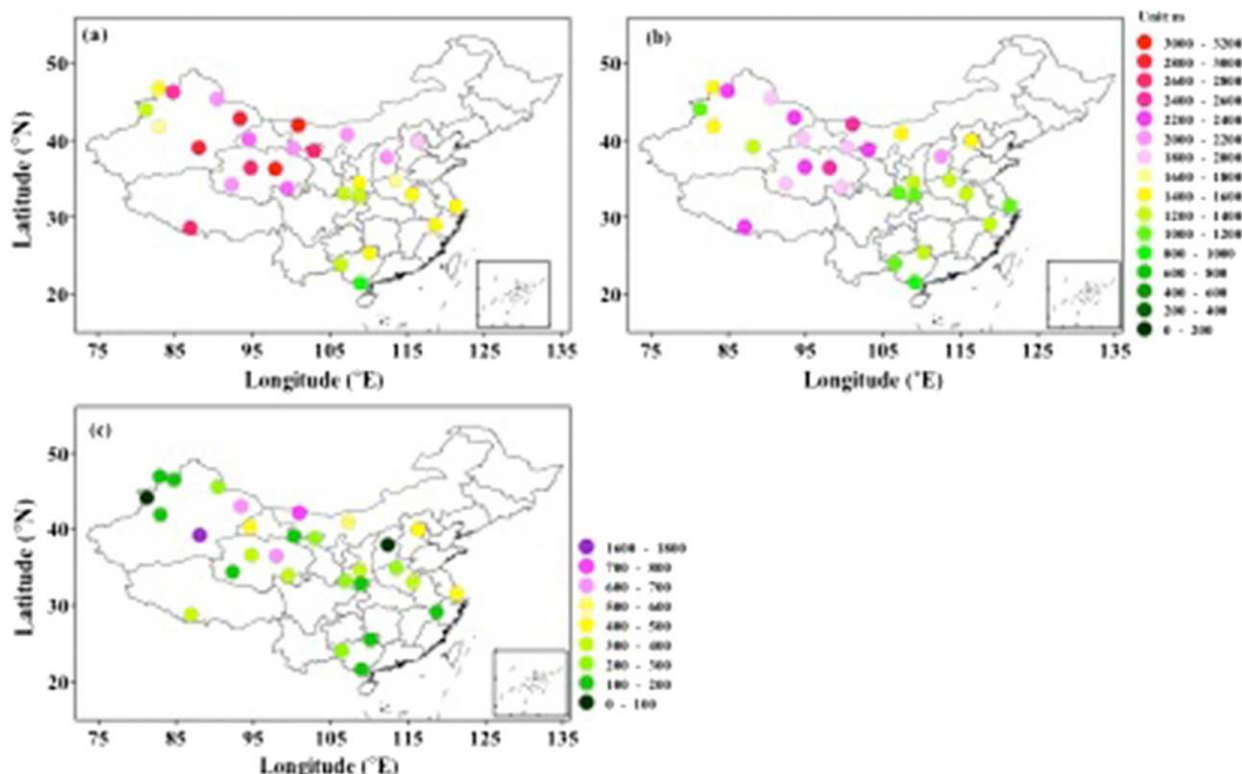 (a)
50
40
30
20
75 85 95 105 115 125 135
Latitude (°N)
Longitude (°E)
(b)
50
40
30
20
75 85 95 105 115 125 135
Latitude (°N)
Longitude (°E)
Unit m
3000 - 3200
2800 - 3000
2600 - 2800
2400 - 2600
2200 - 2400
2000 - 2200
1800 - 2000
1600 - 1800
1400 - 1600
1200 - 1400
1000 - 1200
800 - 1000
600 - 800
400 - 600
200 - 400
0 - 200
(c)
50
40
30
20
75 85 95 105 115 125 135
Latitude (°N)
Longitude (°E)
1600 - 1800
700 - 800
600 - 700
500 - 600
400 - 500
300 - 400
200 - 300
100 - 200
0 - 100